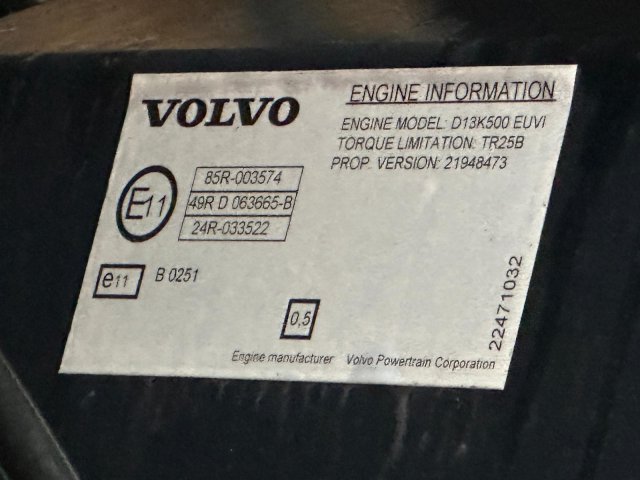 VOLVO
ENGINE INFORMATION
ENGINE MODEL: D13K500 EUVI
TORQUE LIMITATION: TR25B
PROP. VERSION: 21948473
E11
85R-003574
49R D 063665-B
24R-033522
e11
B 0251
0,5
22471032
Engine manufacturer Volvo Powertrain Corporation